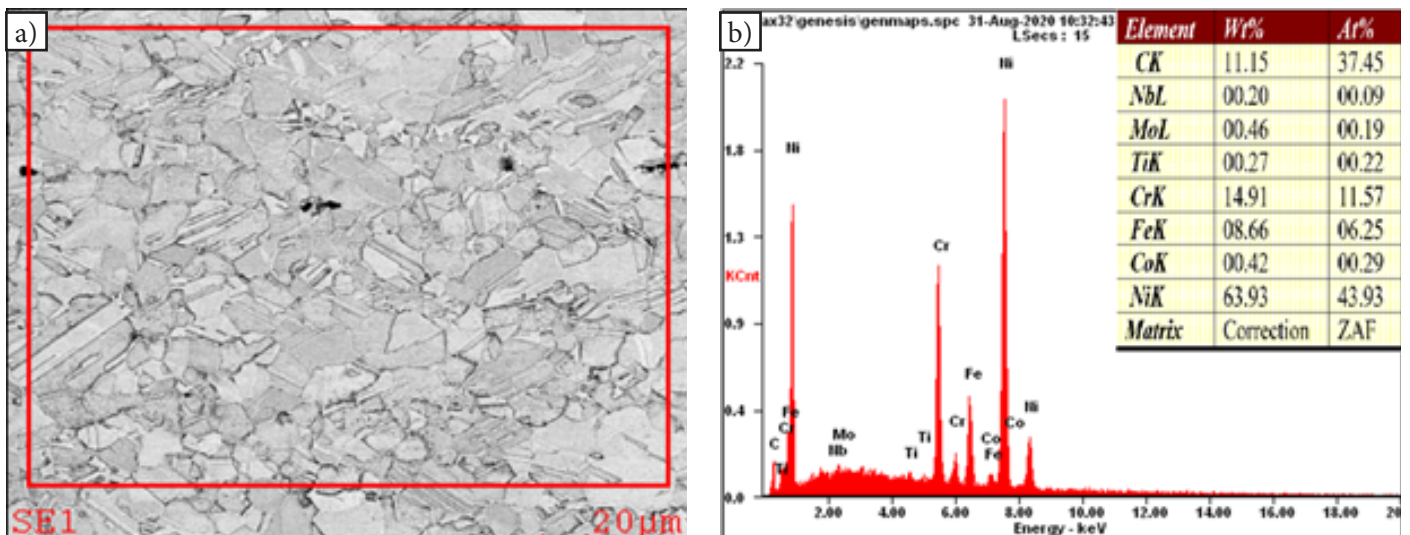 a)
SE1
20µm
b)
ax32\genesis\genmaps.spc 31-Aug-2020 10:32:43
LSecs : 15
2.2
1.8
1.3
KCnt
0.9
0.4
0.0
Ni
Ni
Cr
Fe
Fe
Cr
C
Ti
Mo
Nb
Ti
Ti
Cr
Co
Fe
Co
Ni
2.00 4.00 6.00 8.00 10.00 12.00 14.00 16.00 18.00 20
Energy - keV
Element Wt% At%
CK 11.15 37.45
NbL 00.20 00.09
MoL 00.46 00.19
TiK 00.27 00.22
CrK 14.91 11.57
FeK 08.66 06.25
CoK 00.42 00.29
NiK 63.93 43.93
Matrix Correction ZAF